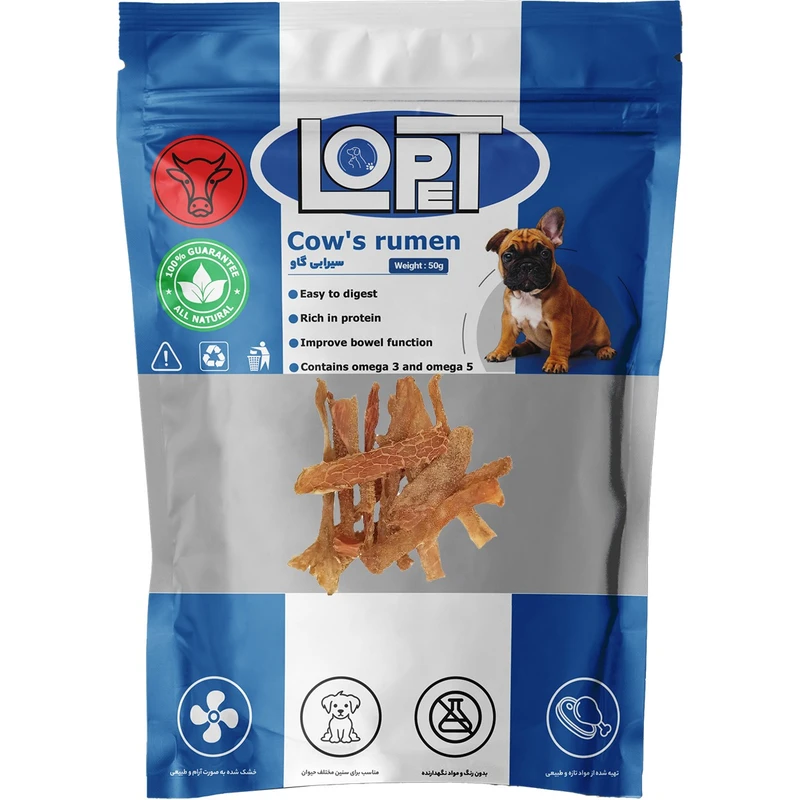 LOPET
Cow's rumen
سیرابی گاو
Weight : 50g
100% GUARANTEE
ALL NATURAL
Easy to digest
Rich in protein
Improve bowel function
Contains omega 3 and omega 5
خشک شده به صورت آرام و طبیعی
مناسب برای سنین مختلف حیوان
بدون رنگ و مواد نگهدارنده
تهیه شده از مواد تازه و طبیعی